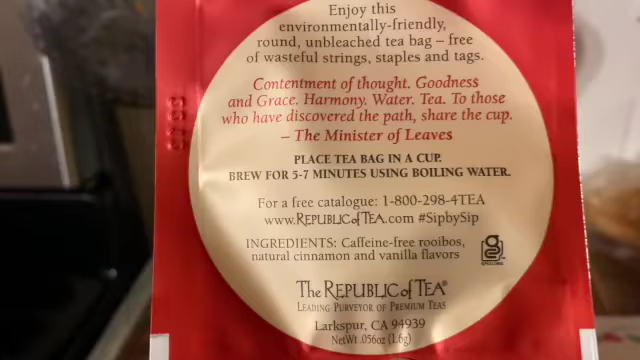 Enjoy this
environmentally-friendly,
round, unbleached tea bag – free
of wasteful strings, staples and tags.
Contentment of thought. Goodness
and Grace. Harmony. Water. Tea. To those
who have discovered the path, share the cup.
– The Minister of Leaves
PLACE TEA BAG IN A CUP.
BREW FOR 5-7 MINUTES USING BOILING WATER.
For a free catalogue: 1-800-298-4TEA
www.REPUBLICofTEA.com #SipbySip
INGREDIENTS: Caffeine-free rooibos,
natural cinnamon and vanilla flavors
The REPUBLIC of TEA®
LEADING PURVEYOR OF PREMIUM TEAS
Larkspur, CA 94939
Net Wt .056oz (1.6g)